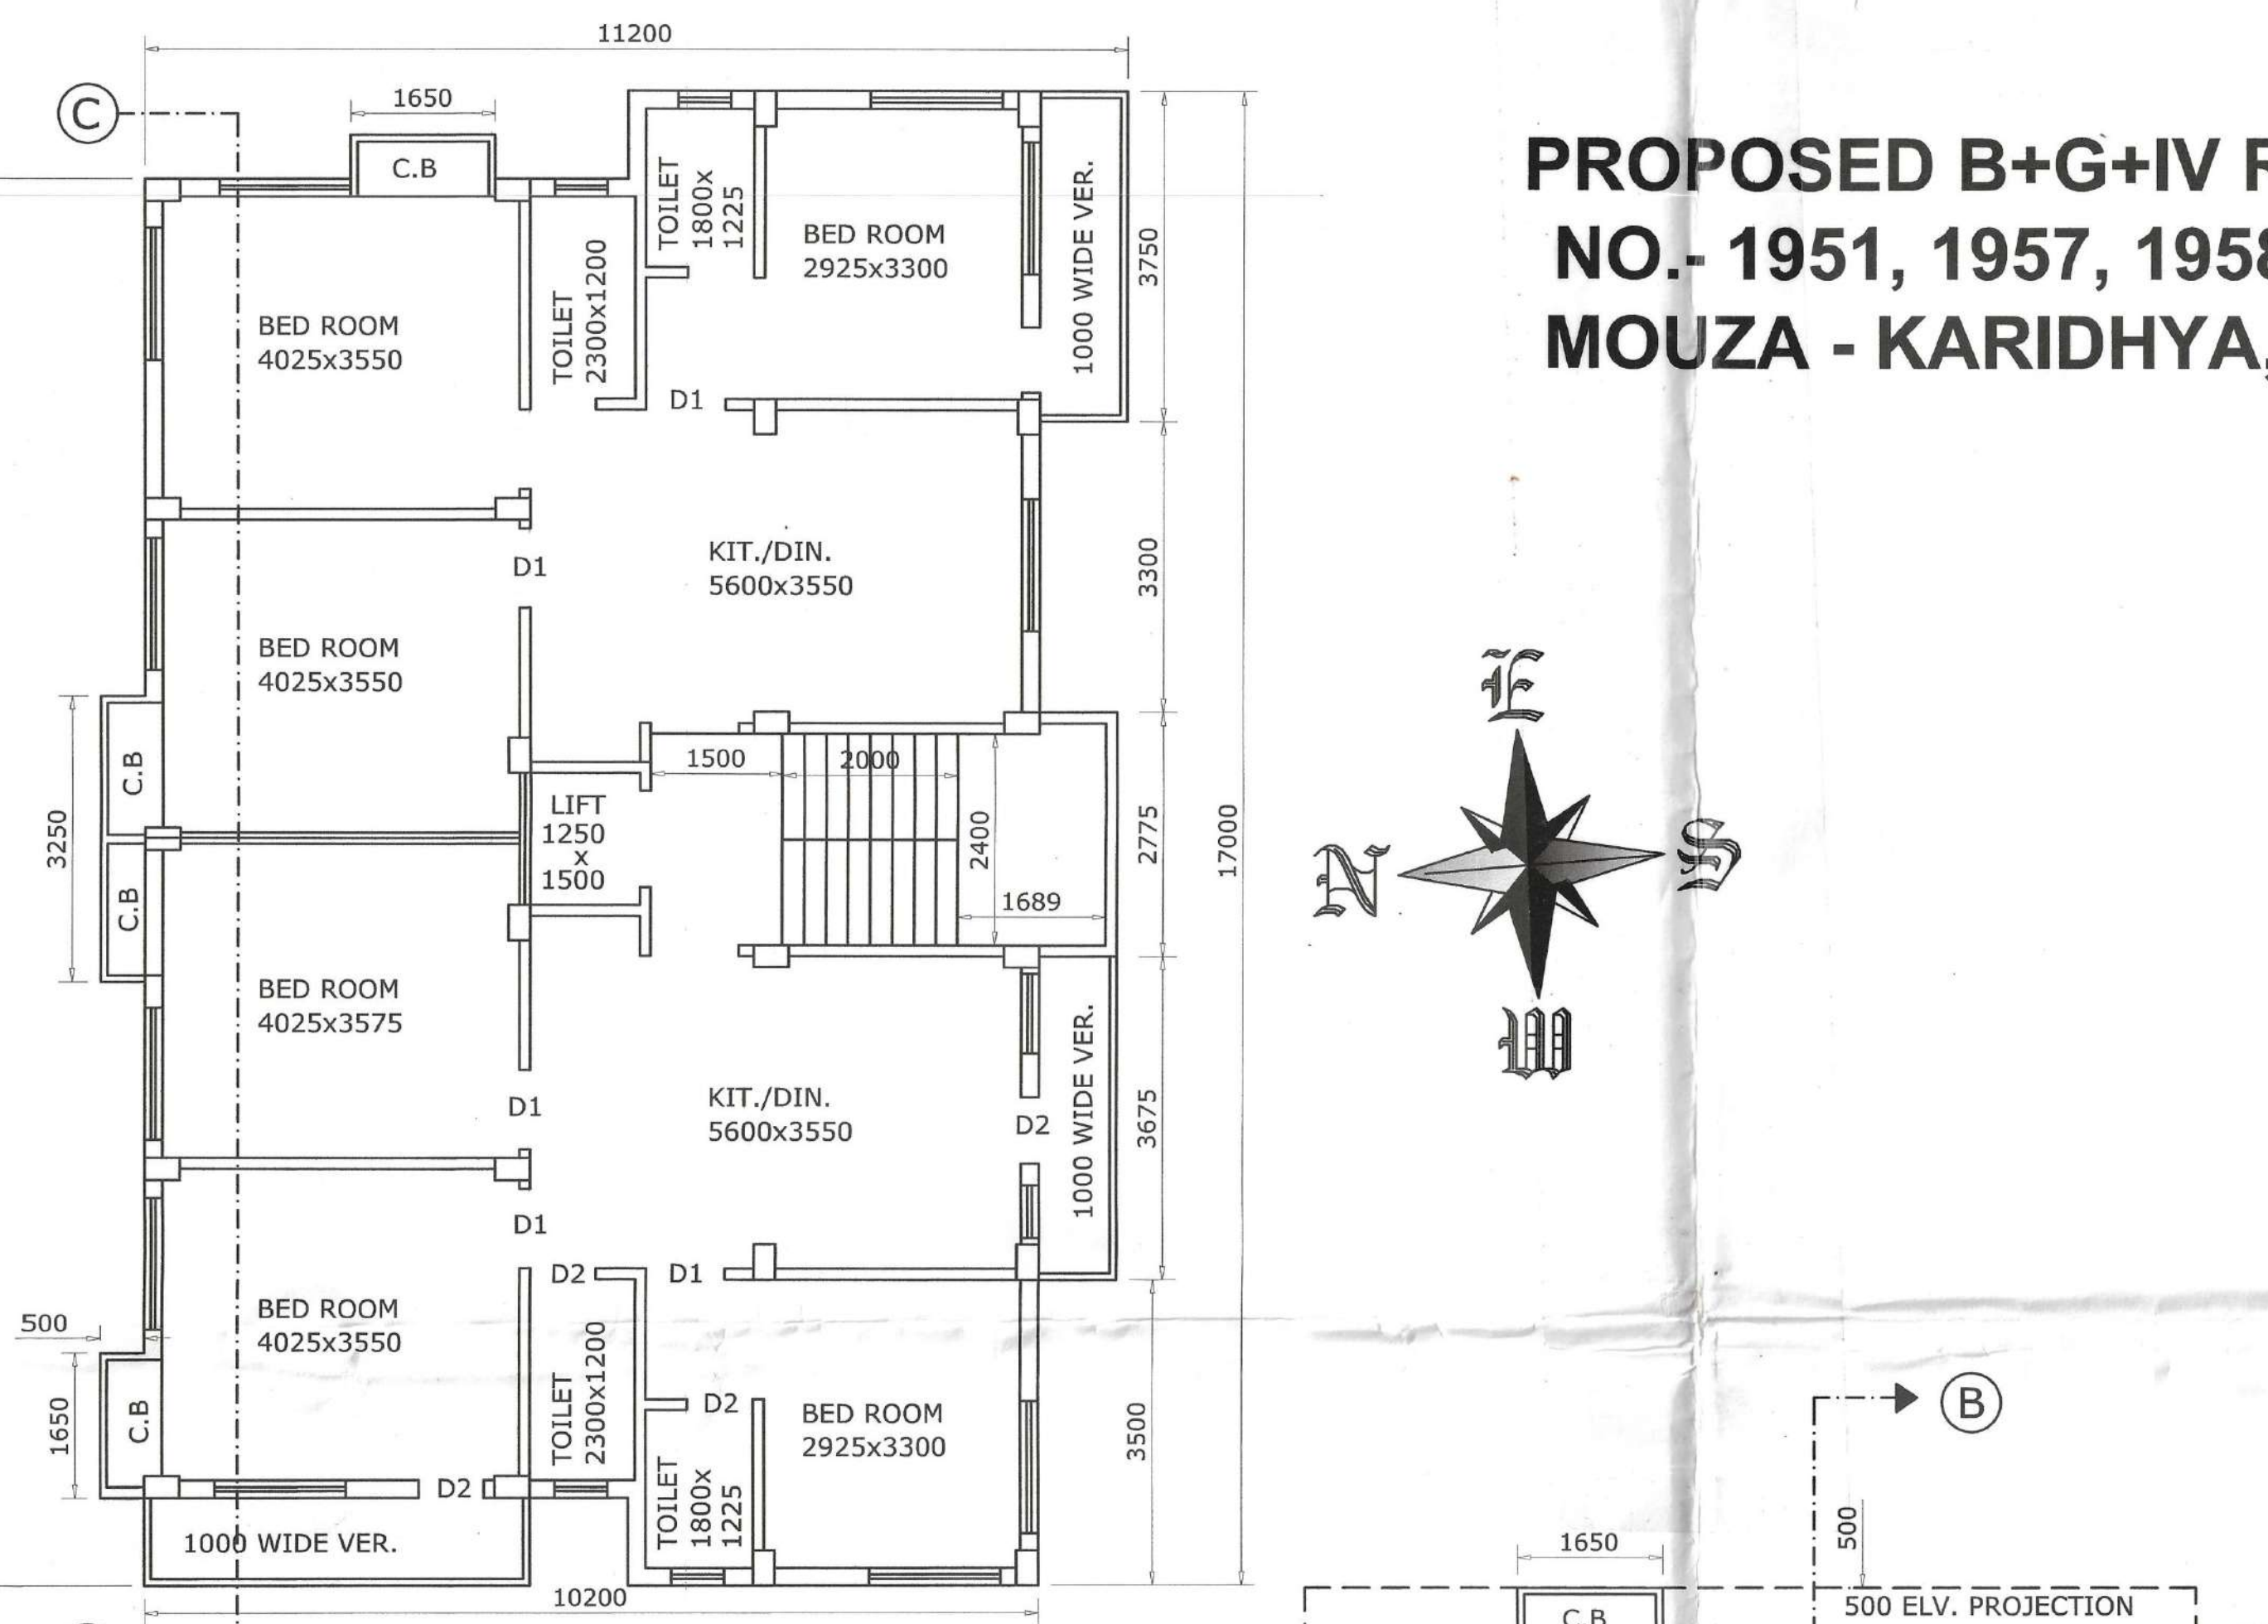 11200
C
1650
C.B
TOILET
1800x
1225
BED ROOM
2925x3300
1000 WIDE VER.
3750
PROPOSED B+G+IV
NO.- 1951, 1957, 1958
MOUZA - KARIDHYA,
BED ROOM
4025x3550
TOILET
2300x1200
D1
D1
KIT./DIN.
5600x3550
3300
BED ROOM
4025x3550
E
N
S
W
C.B
C.B
3250
LIFT
1250
x
1500
1500
2000
2400
1689
2775
17000
BED ROOM
4025x3575
D1
KIT./DIN.
5600x3550
D2
1000 WIDE VER.
3675
D1
D2
D1
500
BED ROOM
4025x3550
1650
C.B
TOILET
2300x1200
D2
TOILET
1800x
1225
BED ROOM
2925x3300
3500
D2
1000 WIDE VER.
10200
B
500
1650
C.B
500 ELV. PROJECTION